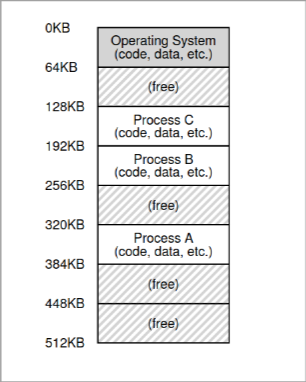 0KB
Operating System
(code, data, etc.)
64KB
(free)
128KB
Process C
(code, data, etc.)
192KB
Process B
(code, data, etc.)
256KB
(free)
320KB
Process A
(code, data, etc.)
384KB
(free)
448KB
(free)
512KB